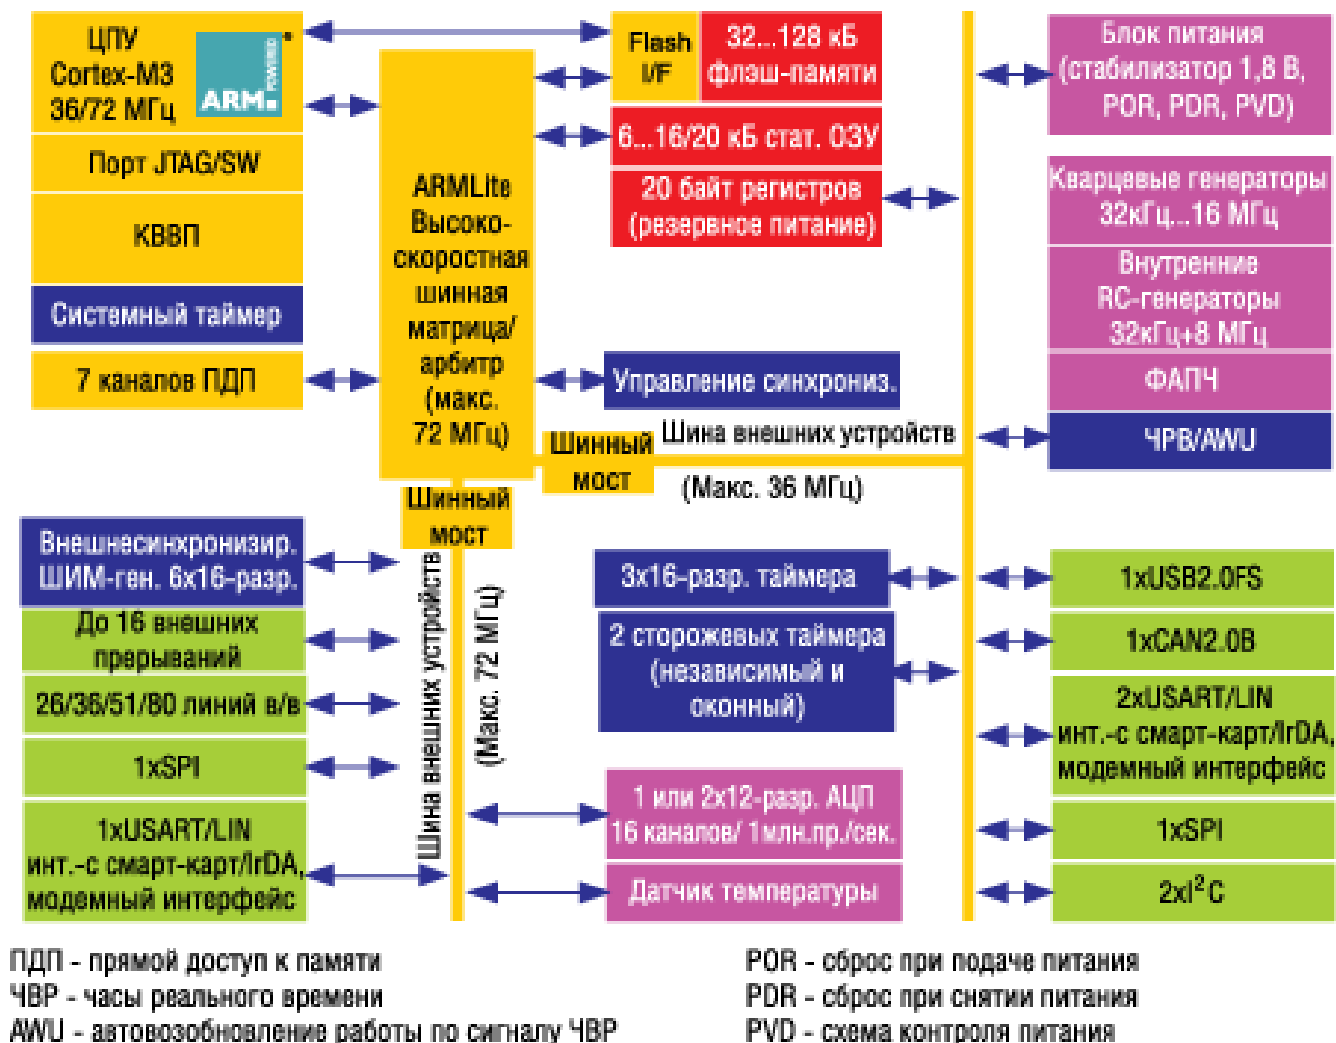 ЦПУ
Cortex-M3
36/72 МГц
ARM POWERED
Порт JTAG/SW
КВВП
Системный таймер
7 каналов ПДП
ARMLite
Высоко-
скоростная
шинная
матрица/
арбитр
(макс.
72 МГц)
Flash
I/F
32...128 кБ
флэш-памяти
6...16/20 кБ стат. ОЗУ
20 байт регистров
(резервное питание)
Управление синхрониз.
Шинный
мост
Шина внешних устройств
(Макс. 36 МГц)
Блок питания
(стабилизатор 1,8 В,
POR, PDR, PVD)
Кварцевые генераторы
32кГц...16 МГц
Внутренние
RC-генераторы
32кГц+8 МГц
ФАПЧ
ЧРВ/AWU
Шинный
мост
Шина внешних устройств
(Макс. 72 МГц)
Внешнесинхронизир.
ШИМ-ген. 6х16-разр.
До 16 внешних
прерываний
26/36/51/80 линий в/в
1xSPI
1xUSART/LIN
инт.-с смарт-карт/IrDA,
модемный интерфейс
3х16-разр. таймера
2 сторожевых таймера
(независимый и
оконный)
1 или 2х12-разр. АЦП
16 каналов/ 1млн.пр./сек.
Датчик температуры
1xUSB2.0FS
1xCAN2.0B
2xUSART/LIN
инт.-с смарт-карт/IrDA,
модемный интерфейс
1xSPI
2xI²C
ПДП - прямой доступ к памяти
ЧВР - часы реального времени
AWU - автовозобновление работы по сигналу ЧВР
POR - сброс при подаче питания
PDR - сброс при снятии питания
PVD - схема контроля питания